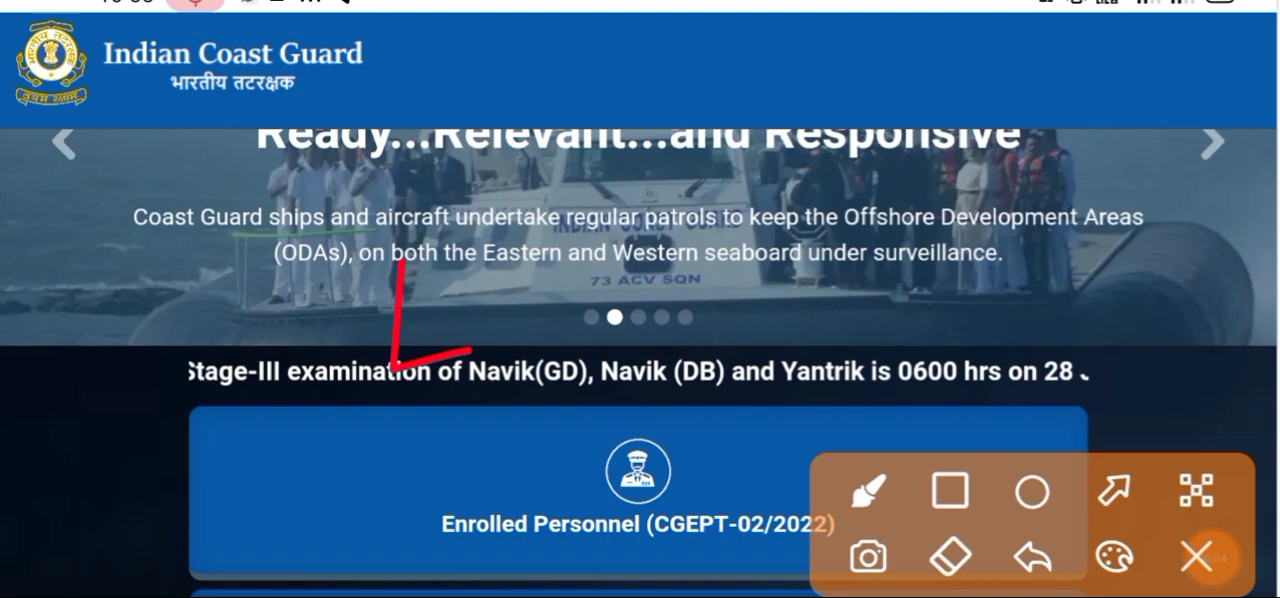 Indian Coast Guard
भारतीय तटरक्षक
Ready...Relevant...and Responsive
Coast Guard ships and aircraft undertake regular patrols to keep the Offshore Development Areas
(ODAs), on both the Eastern and Western seaboard under surveillance.
INDIAN COAST GUARD
73 ACV SQN
Stage-III examination of Navik(GD), Navik (DB) and Yantrik is 0600 hrs on 28
Enrolled Personnel (CGEPT-02/2022)